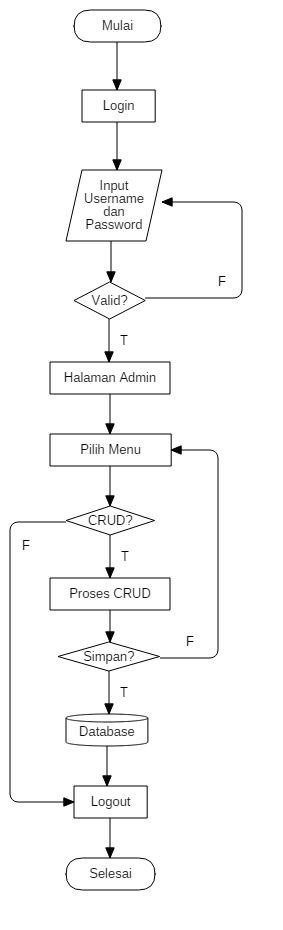 Mulai
Login
Input
Username
dan
Password
F
Valid?
T
Halaman Admin
Pilih Menu
CRUD?
F
T
Proses CRUD
F
Simpan?
T
Database
Logout
Selesai